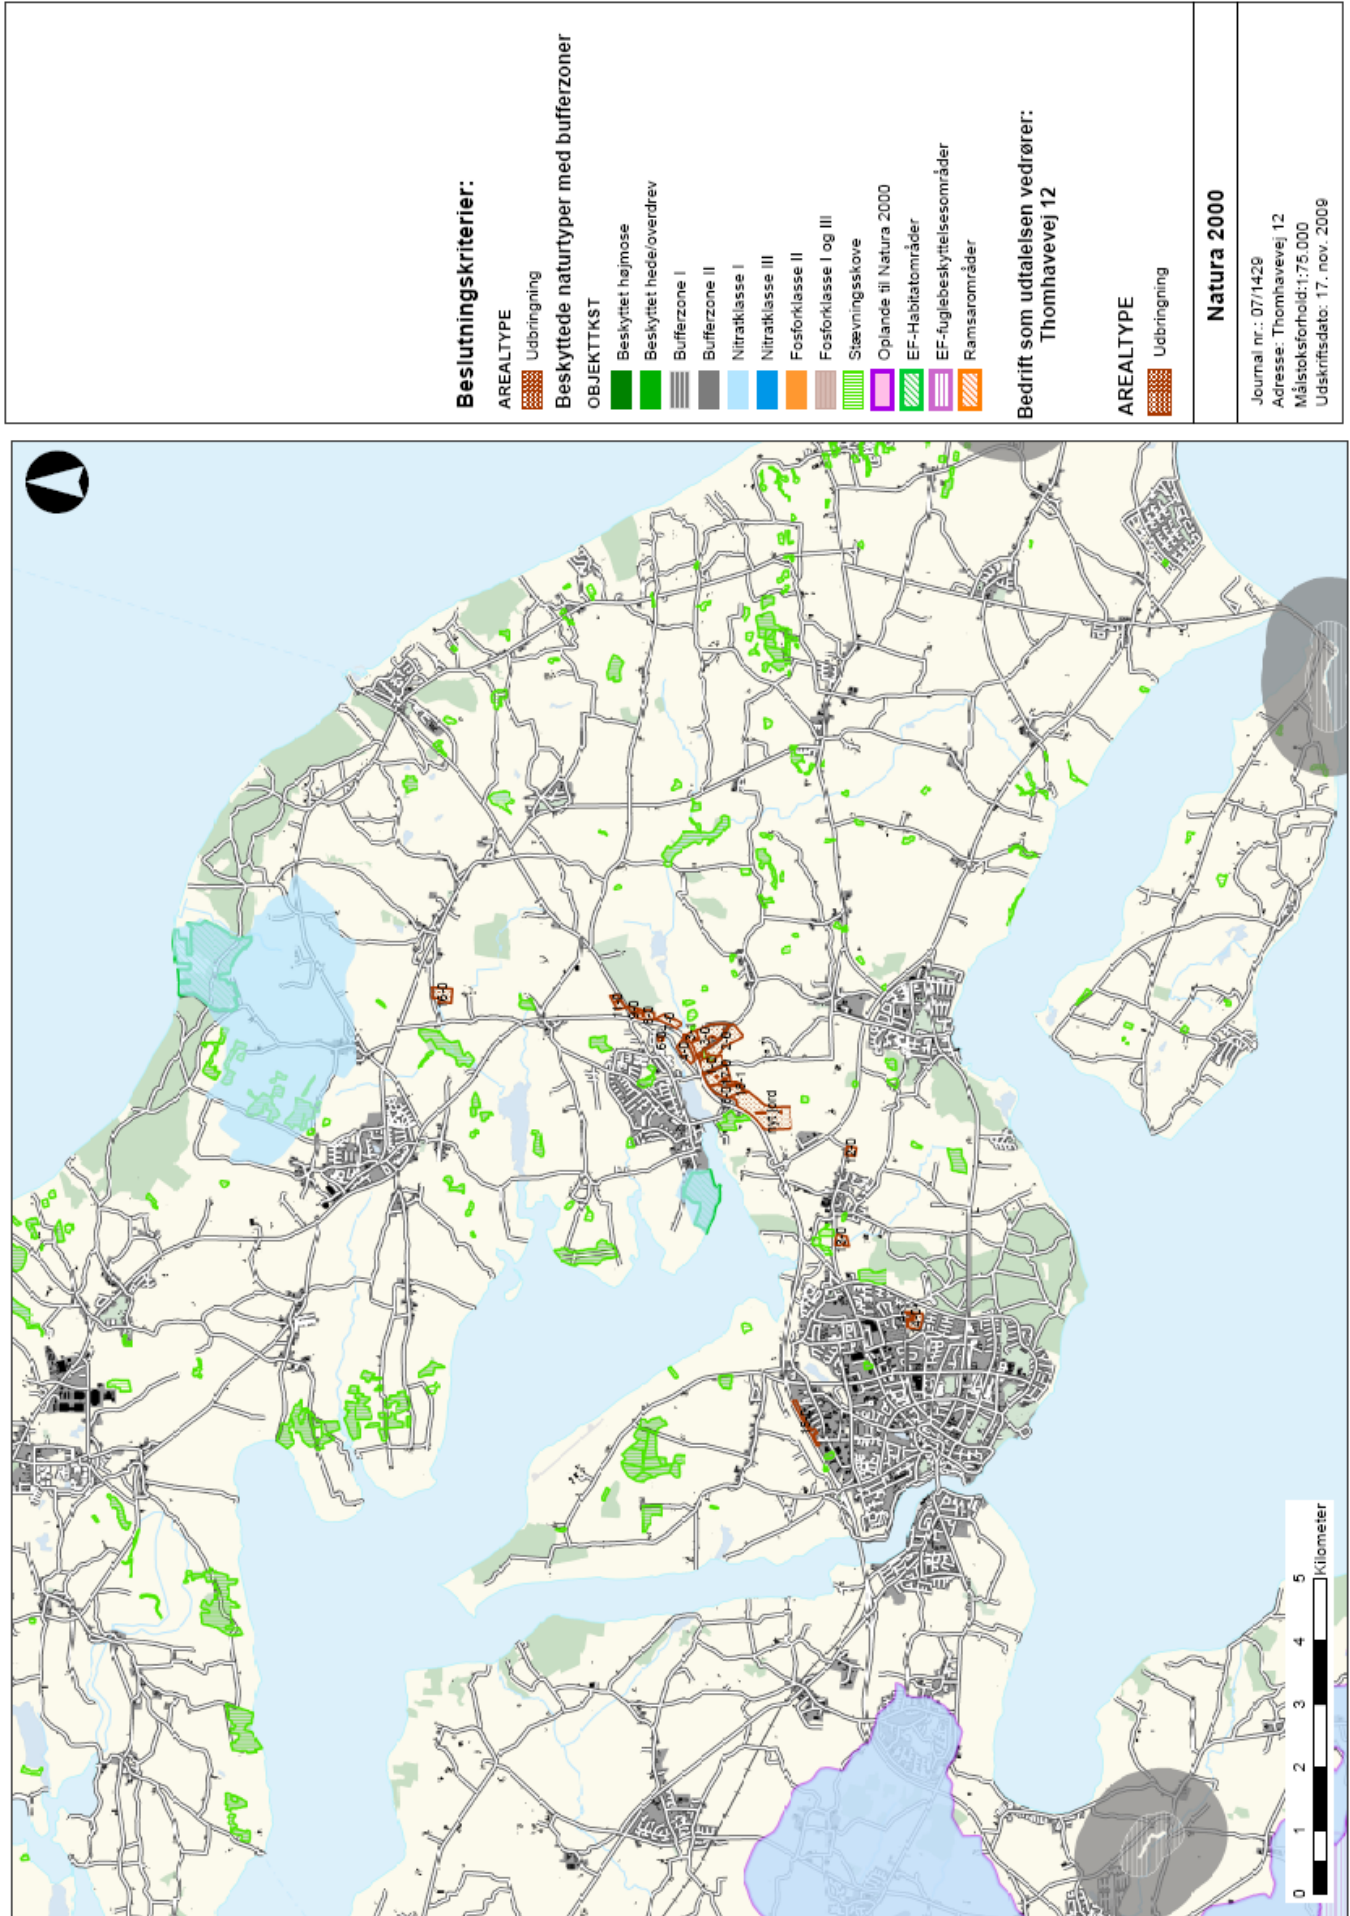 Beslutningskriterier:
AREALTYPE
Udbringning
Beskyttede naturtyper med bufferzoner
OBJEKTTKST
Beskyttet højmose
Beskyttet hede/overdrev
Bufferzone I
Bufferzone II
Nitratklasse I
Nitratklasse III
Fosforklasse II
Fosforklasse I og III
Stævningsskove
Oplande til Natura 2000
EF-Habitatområder
EF-fuglebeskyttelsesområder
Ramsarområder
Bedrift som udtalelsen vedrører:
Thomhavevej 12
AREALTYPE
Udbringning
Natura 2000
Journal nr.: 07/1429
Adresse: Thomhavevej 12
Målstoksforhold:1:75.000
Udskriftsdato: 17. nov. 2009
0 1 2 3 4 5
Kilometer